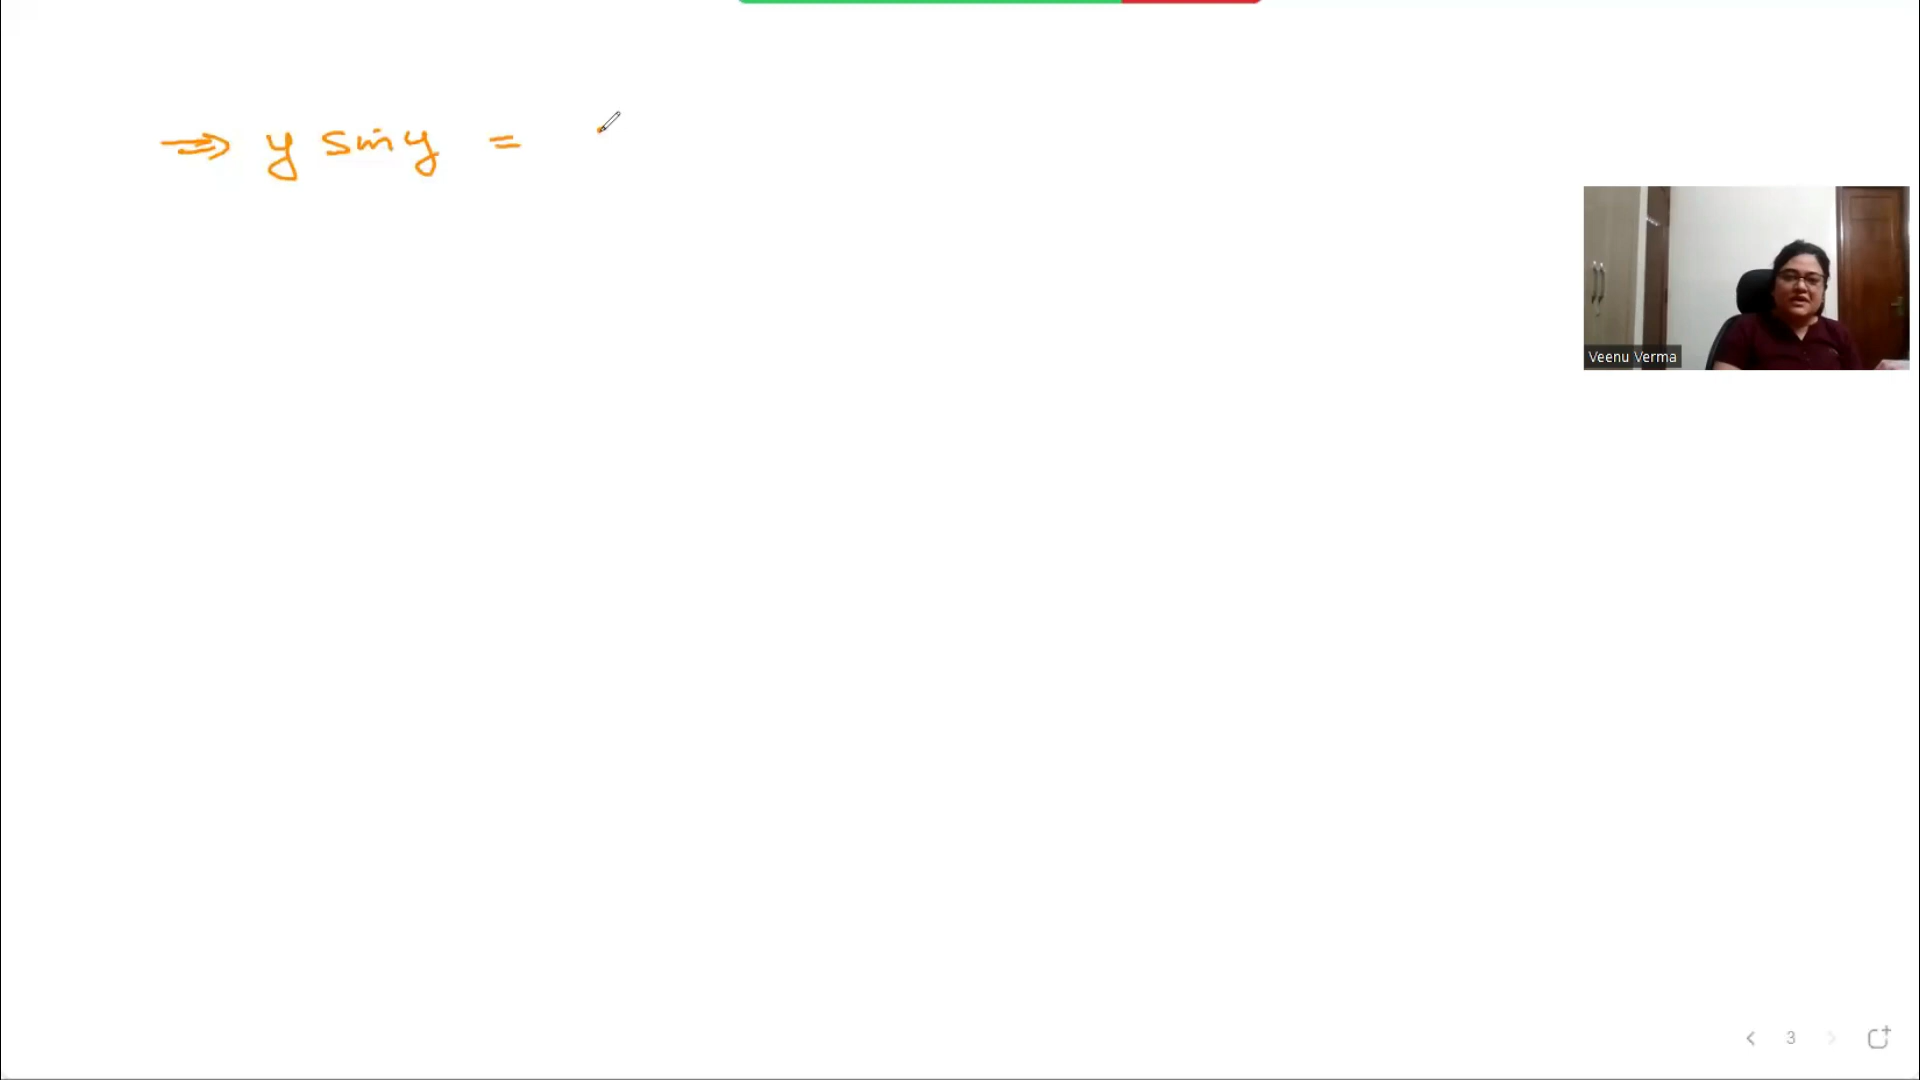 ⇒ y sin y =
Veenu Verma
3